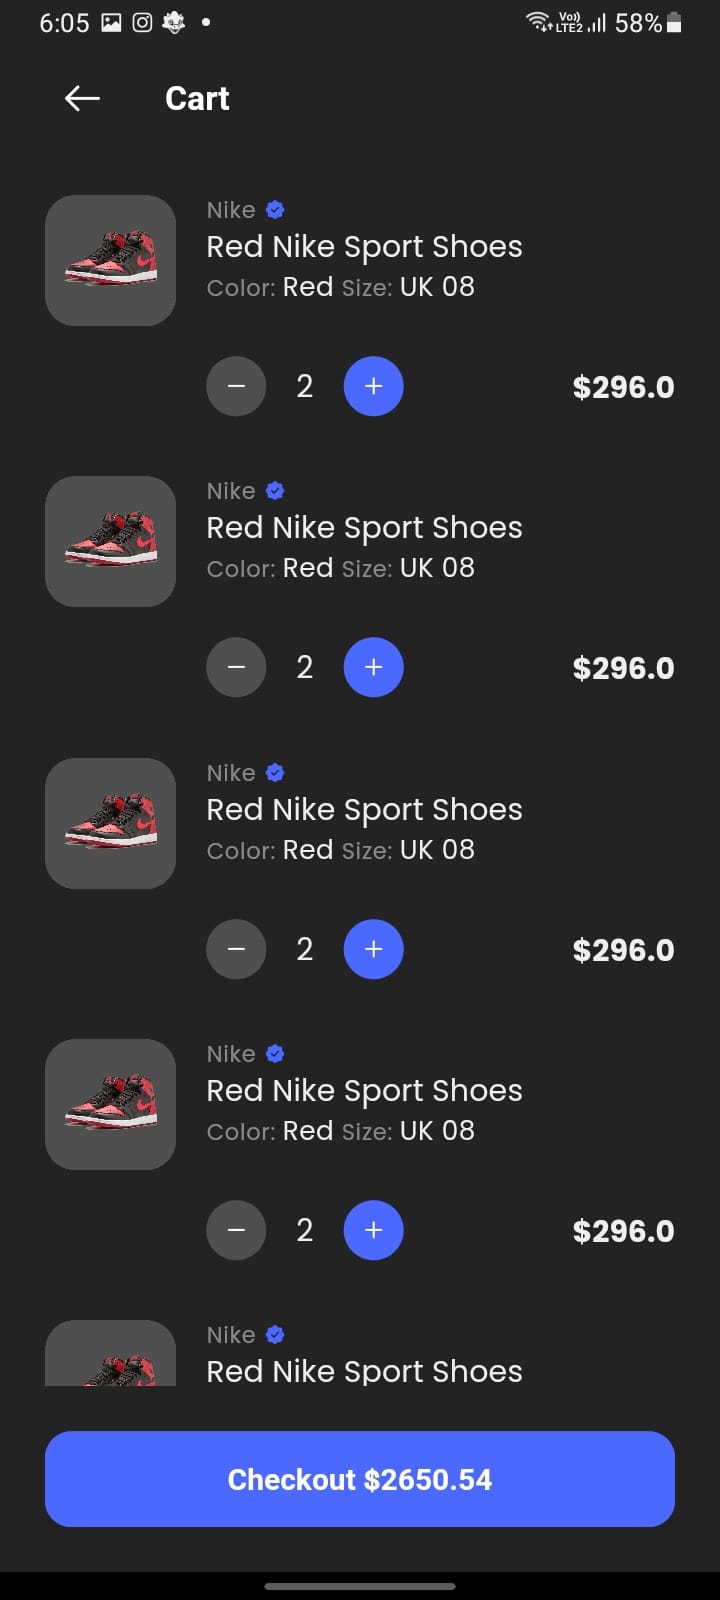 6:05 Vo)) LTE2 58%
Cart
Nike
Red Nike Sport Shoes
Color: Red Size: UK 08
− 2 + $296.0
Nike
Red Nike Sport Shoes
Color: Red Size: UK 08
− 2 + $296.0
Nike
Red Nike Sport Shoes
Color: Red Size: UK 08
− 2 + $296.0
Nike
Red Nike Sport Shoes
Color: Red Size: UK 08
− 2 + $296.0
Nike
Red Nike Sport Shoes
Checkout $2650.54